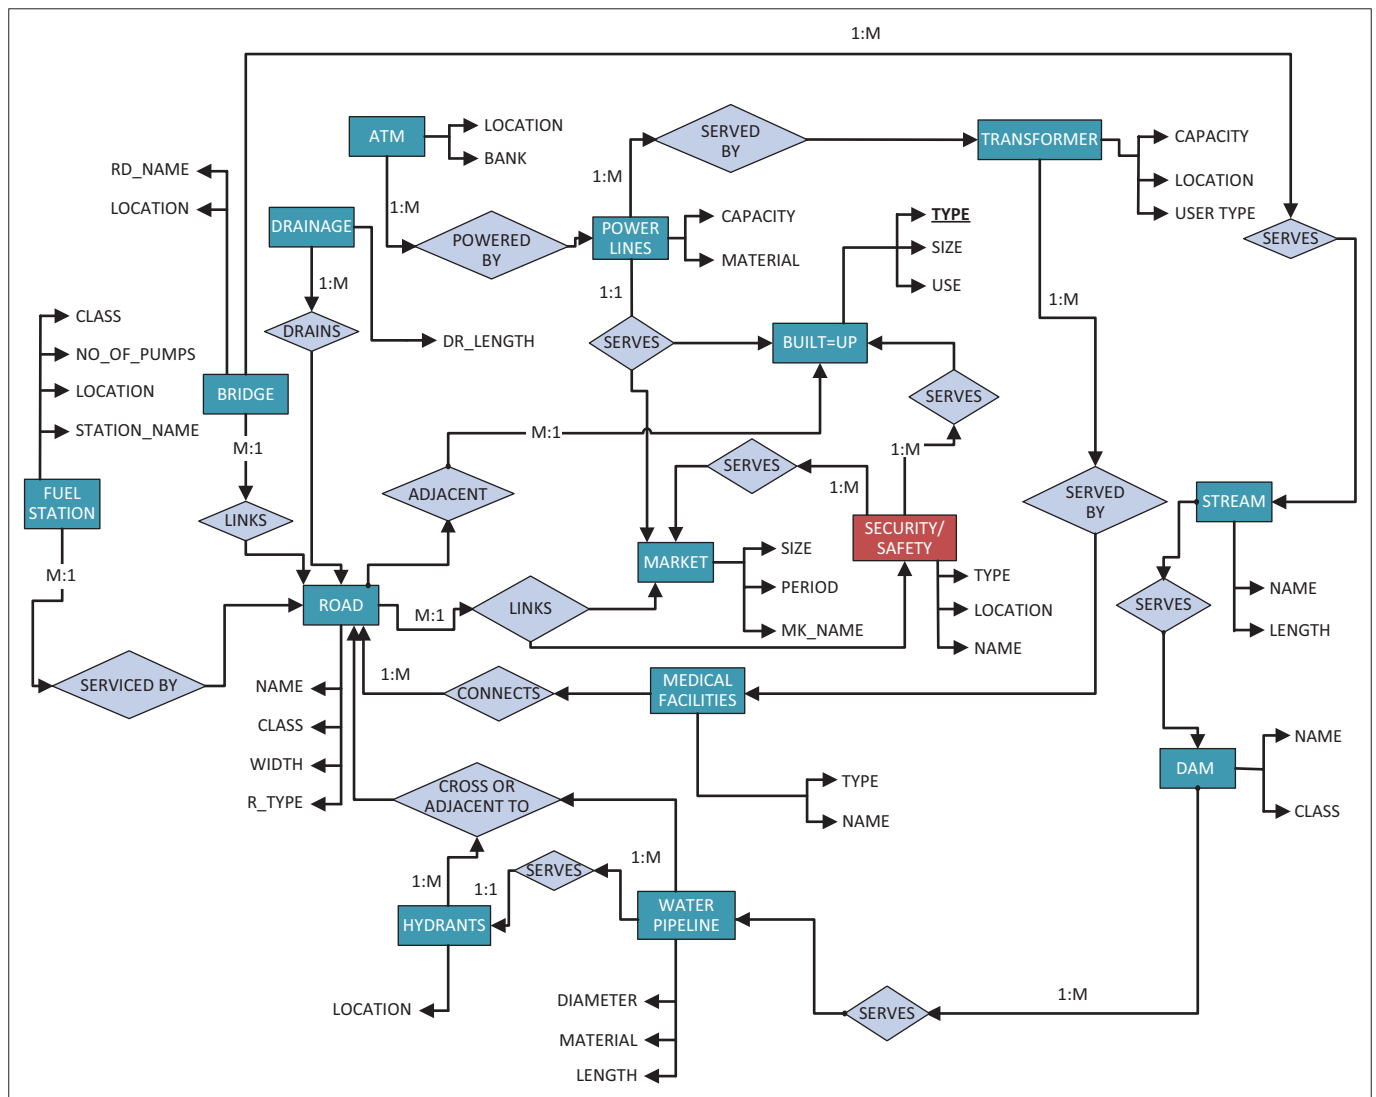 1:M
ATM
LOCATION
BANK
SERVED
BY
TRANSFORMER
CAPACITY
LOCATION
USER TYPE
RD_NAME
LOCATION
1:M
1:M
DRAINAGE
POWERED
BY
POWER
LINES
CAPACITY
MATERIAL
TYPE
SIZE
USE
SERVES
1:M
1:1
1:M
CLASS
NO_OF_PUMPS
LOCATION
STATION_NAME
DRAINS
DR_LENGTH
SERVES
BUILT=UP
BRIDGE
SERVES
M:1
M:1
1:M
FUEL
STATION
LINKS
ADJACENT
SERVES
1:M
SERVED
BY
STREAM
SECURITY/
SAFETY
MARKET
SIZE
PERIOD
MK_NAME
TYPE
LOCATION
NAME
NAME
LENGTH
M:1
ROAD
M:1
LINKS
SERVES
SERVICED BY
NAME
CLASS
WIDTH
R_TYPE
1:M
CONNECTS
MEDICAL
FACILITIES
NAME
DAM
CLASS
CROSS OR
ADJACENT TO
TYPE
NAME
1:M
SERVES
1:M
1:1
HYDRANTS
WATER
PIPELINE
LOCATION
DIAMETER
MATERIAL
LENGTH
SERVES
1:M